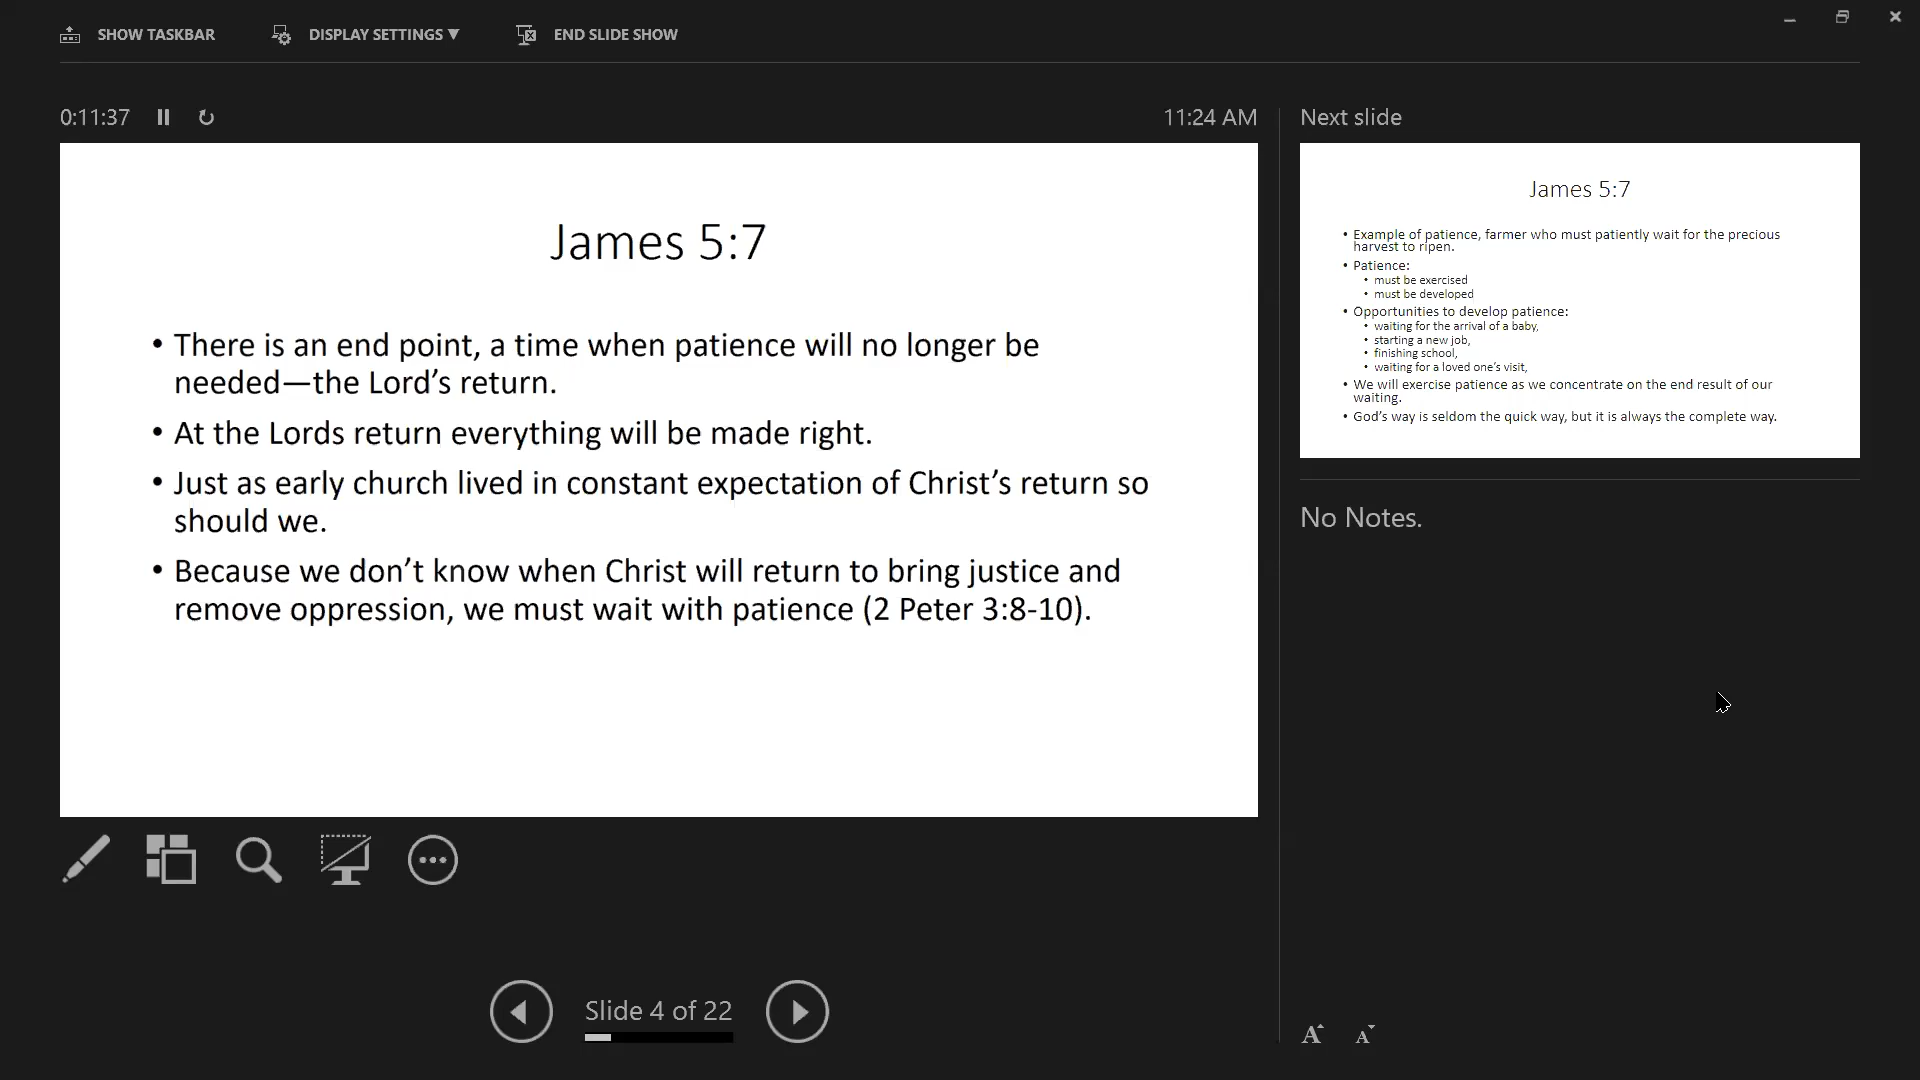 SHOW TASKBAR
DISPLAY SETTINGS ▼
END SLIDE SHOW
0:11:37
11:24 AM
James 5:7
• There is an end point, a time when patience will no longer be
needed—the Lord’s return.
• At the Lords return everything will be made right.
• Just as early church lived in constant expectation of Christ’s return so
should we.
• Because we don’t know when Christ will return to bring justice and
remove oppression, we must wait with patience (2 Peter 3:8-10).
Slide 4 of 22
Next slide
James 5:7
• Example of patience, farmer who must patiently wait for the precious
harvest to ripen.
• Patience:
• must be exercised
• must be developed
• Opportunities to develop patience:
• waiting for the arrival of a baby,
• starting a new job,
• finishing school,
• waiting for a loved one’s visit,
• We will exercise patience as we concentrate on the end result of our
waiting.
• God’s way is seldom the quick way, but it is always the complete way.
No Notes.
A A